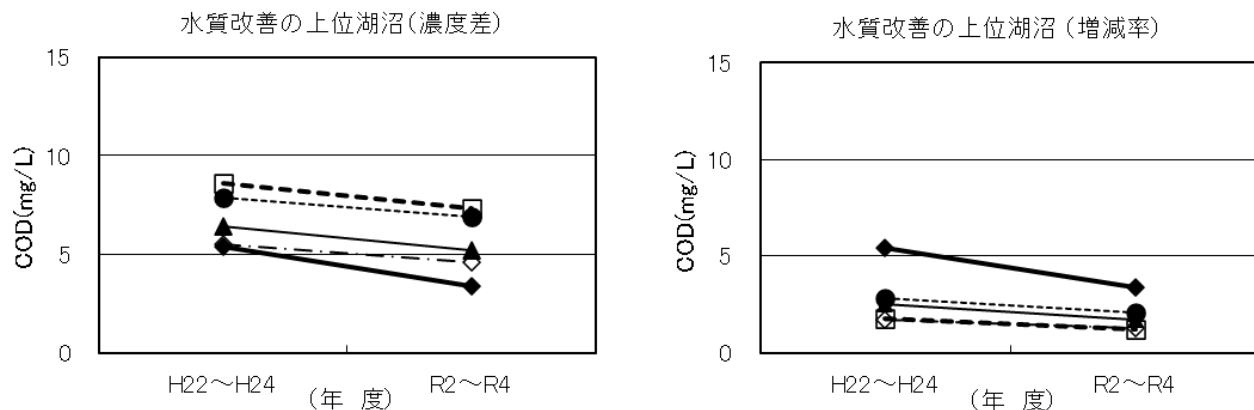 水質改善の上位湖沼(濃度差)
15
10
5
0
COD(mg/L)
H22～H24
R2～R4
(年 度)
水質改善の上位湖沼 (増減率)
15
10
5
0
COD(mg/L)
H22～H24
R2～R4
(年 度)